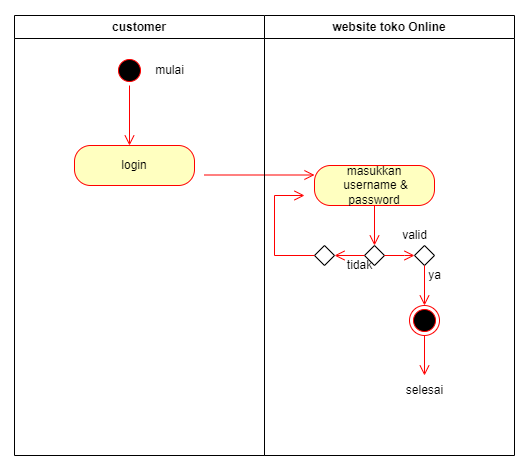 customer
website toko Online
mulai
login
masukkan
username &
password
valid
tidak
ya
selesai